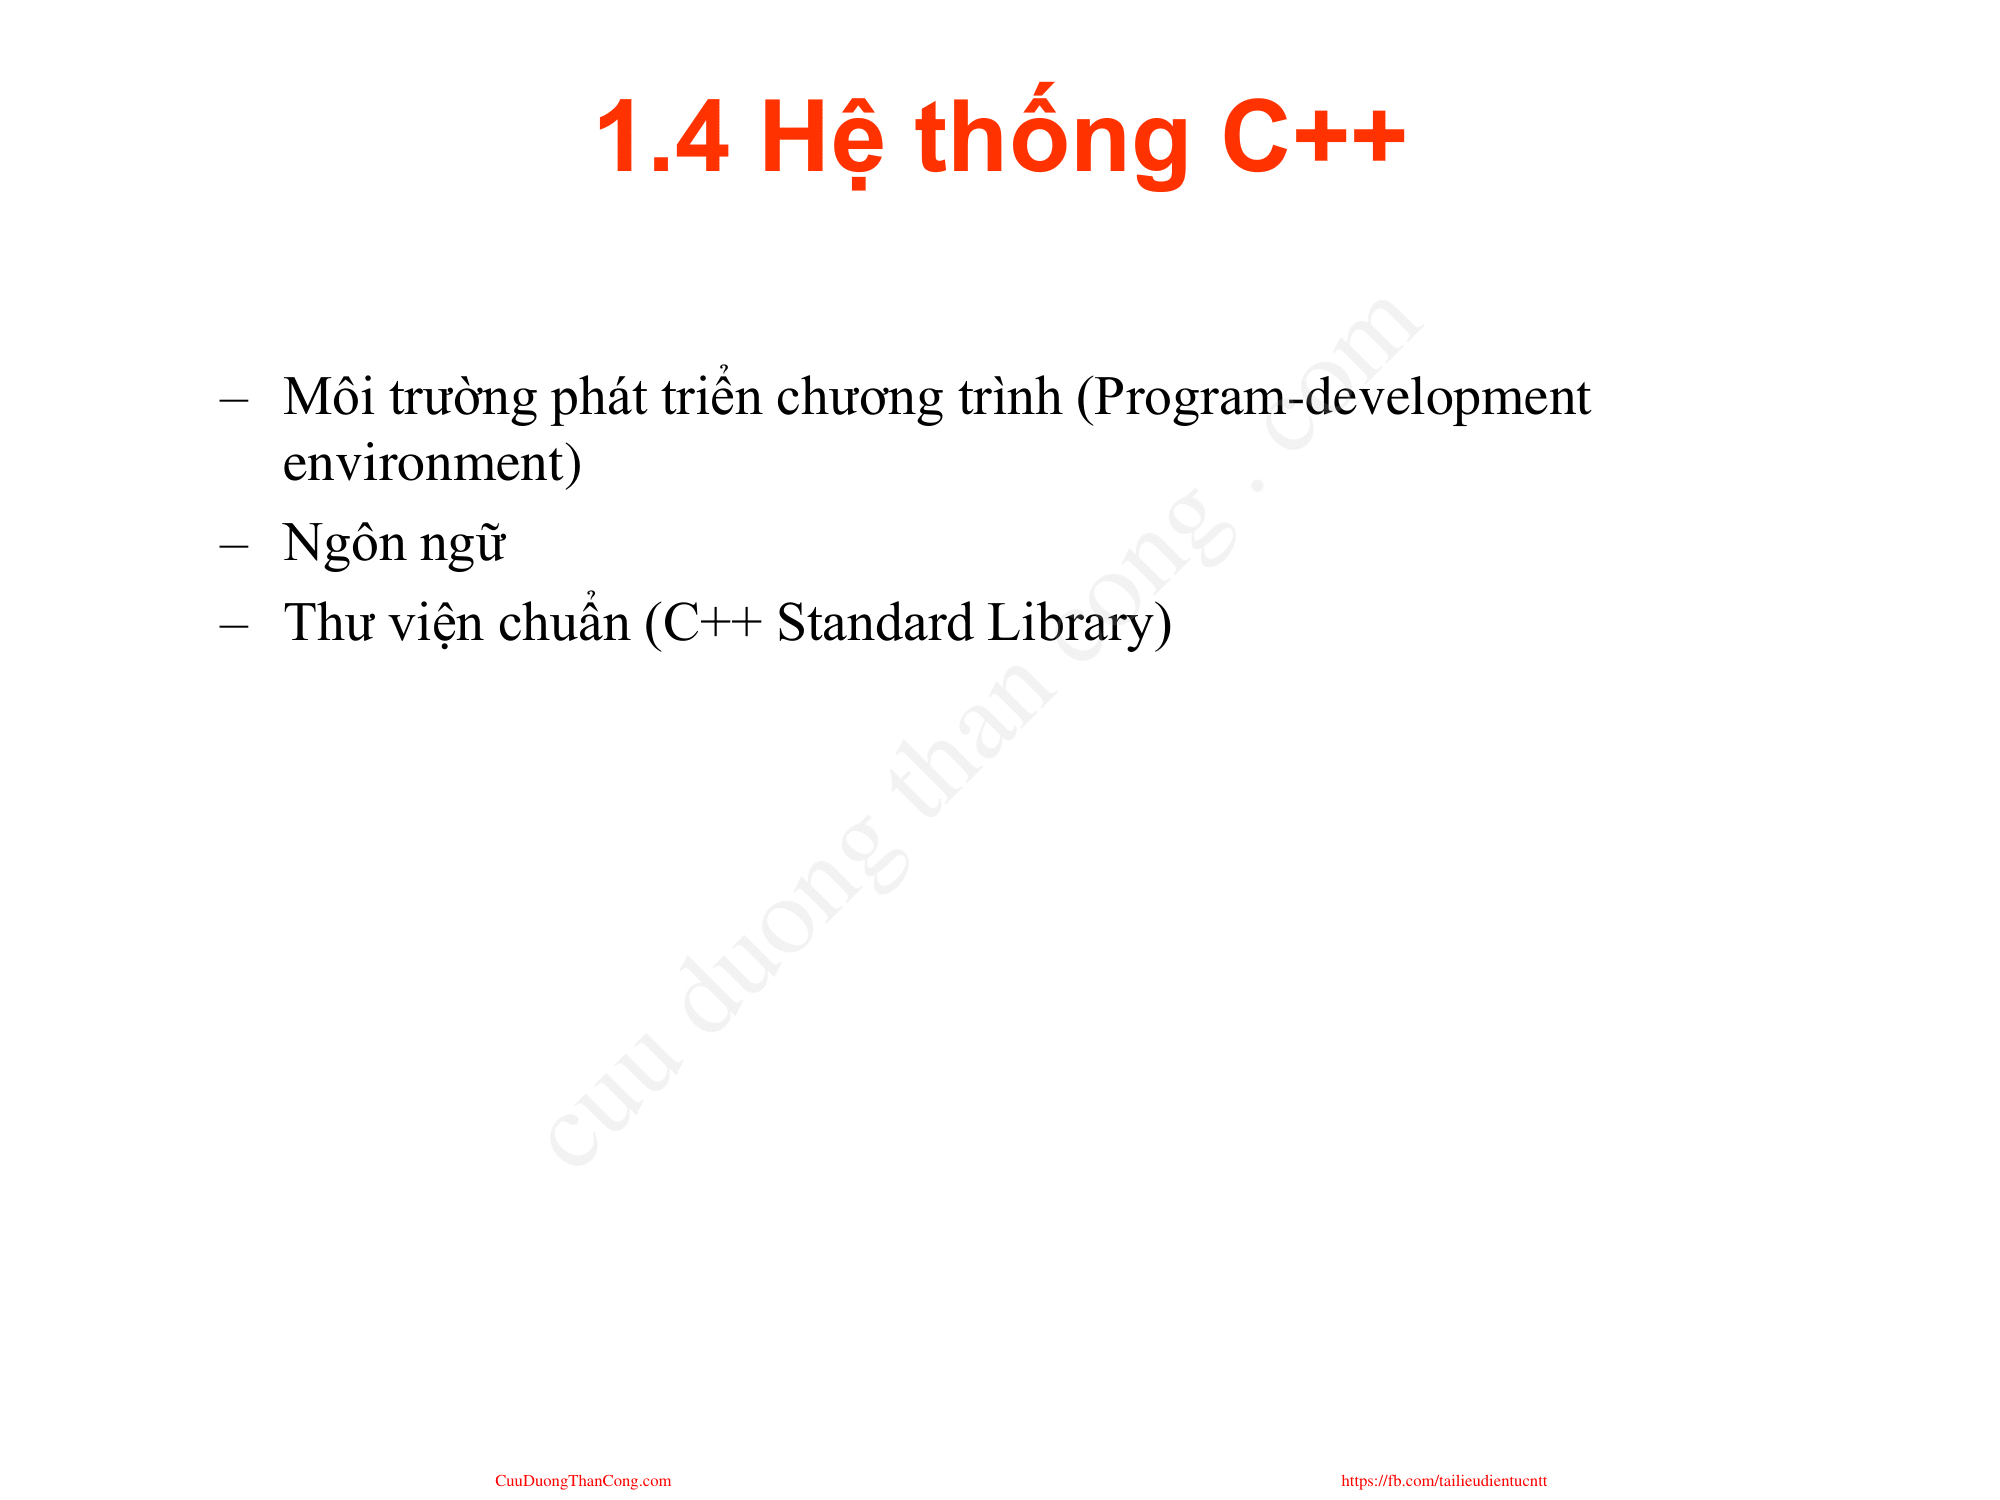 1.4 Hệ thống C++
– Môi trường phát triển chương trình (Program-development
environment)
– Ngôn ngữ
– Thư viện chuẩn (C++ Standard Library)
cuu duong than cong . com
CuuDuongThanCong.com
https://fb.com/tailieudientucntt